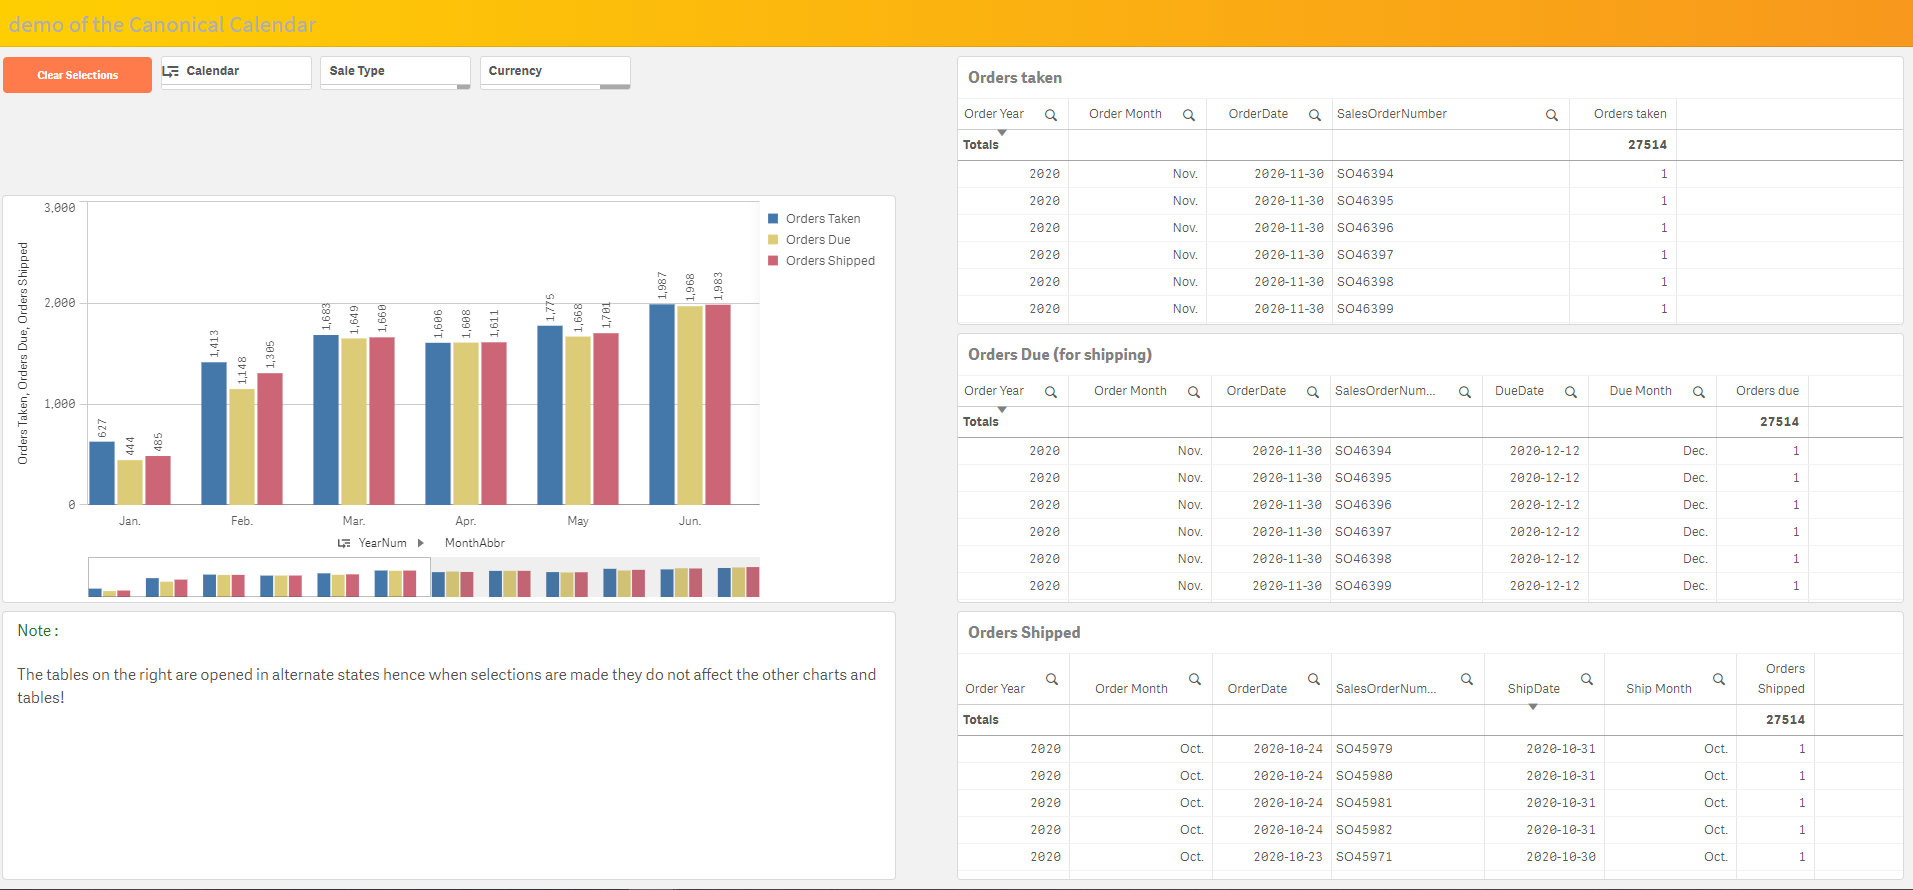 demo of the Canonical Calendar
Clear Selections
Calendar
Sale Type
Currency
3,000
2,000
1,000
0
Orders Taken, Orders Due, Orders Shipped
627
444
485
1,413
1,148
1,305
1,683
1,649
1,660
1,606
1,608
1,611
1,775
1,668
1,701
1,987
1,968
1,983
Jan. Feb. Mar. Apr. May Jun.
YearNum MonthAbbr
Orders Taken
Orders Due
Orders Shipped
Note :
The tables on the right are opened in alternate states hence when selections are made they do not affect the other charts and
tables!
Orders taken
Order Year Order Month OrderDate SalesOrderNumber Orders taken
Totals 27514
2020 Nov. 2020-11-30 SO46394 1
2020 Nov. 2020-11-30 SO46395 1
2020 Nov. 2020-11-30 SO46396 1
2020 Nov. 2020-11-30 SO46397 1
2020 Nov. 2020-11-30 SO46398 1
2020 Nov. 2020-11-30 SO46399 1
Orders Due (for shipping)
Order Year Order Month OrderDate SalesOrderNum... DueDate Due Month Orders due
Totals 27514
2020 Nov. 2020-11-30 SO46394 2020-12-12 Dec. 1
2020 Nov. 2020-11-30 SO46395 2020-12-12 Dec. 1
2020 Nov. 2020-11-30 SO46396 2020-12-12 Dec. 1
2020 Nov. 2020-11-30 SO46397 2020-12-12 Dec. 1
2020 Nov. 2020-11-30 SO46398 2020-12-12 Dec. 1
2020 Nov. 2020-11-30 SO46399 2020-12-12 Dec. 1
Orders Shipped
Order Year Order Month OrderDate SalesOrderNum... ShipDate Ship Month Orders Shipped
Totals 27514
2020 Oct. 2020-10-24 SO45979 2020-10-31 Oct. 1
2020 Oct. 2020-10-24 SO45980 2020-10-31 Oct. 1
2020 Oct. 2020-10-24 SO45981 2020-10-31 Oct. 1
2020 Oct. 2020-10-24 SO45982 2020-10-31 Oct. 1
2020 Oct. 2020-10-23 SO45971 2020-10-30 Oct. 1